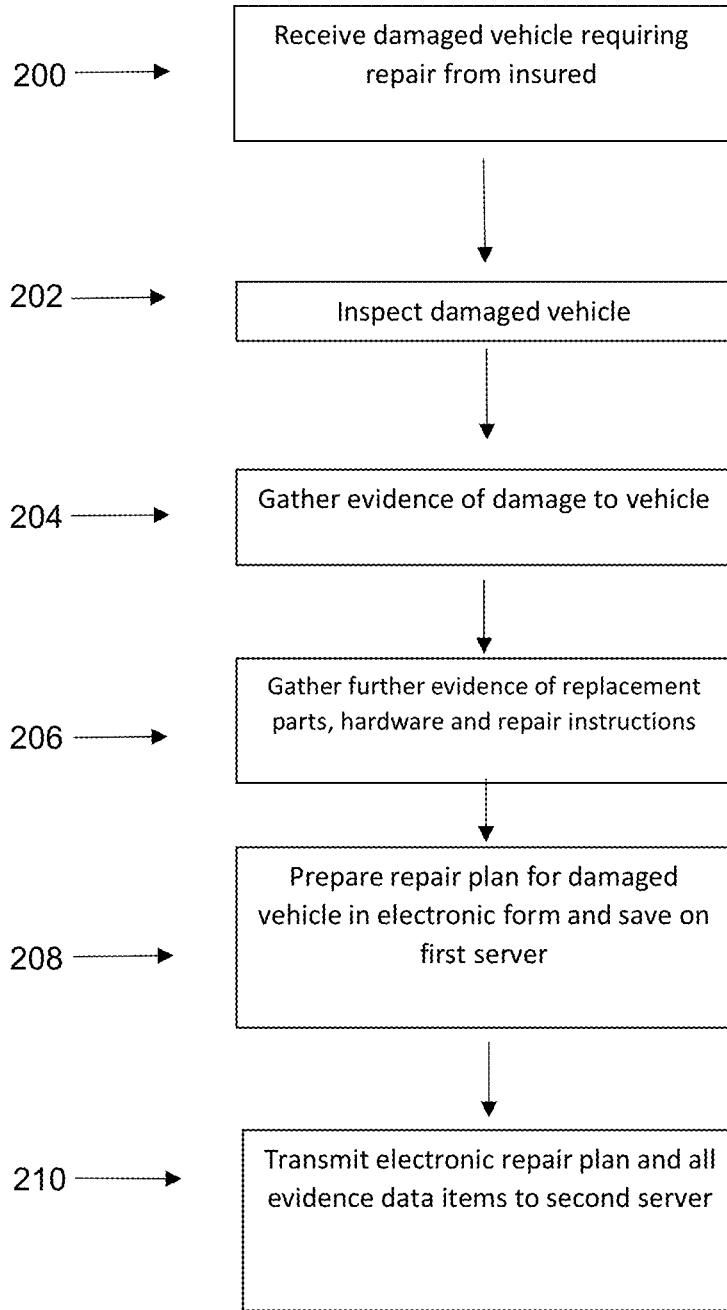 200
Receive damaged vehicle requiring
repair from insured
202
Inspect damaged vehicle
204
Gather evidence of damage to vehicle
206
Gather further evidence of replacement
parts, hardware and repair instructions
208
Prepare repair plan for damaged
vehicle in electronic form and save on
first server
210
Transmit electronic repair plan and all
evidence data items to second server